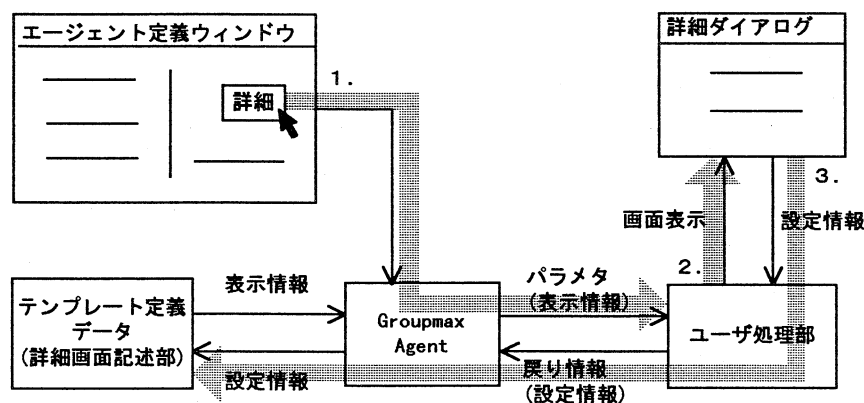 エージェント定義ウィンドウ
詳細
1.
詳細ダイアログ
3.
画面表示
設定情報
2.
テンプレート定義
データ
(詳細画面記述部)
表示情報
設定情報
Groupmax
Agent
パラメタ
(表示情報)
戻り情報
(設定情報)
ユーザ処理部